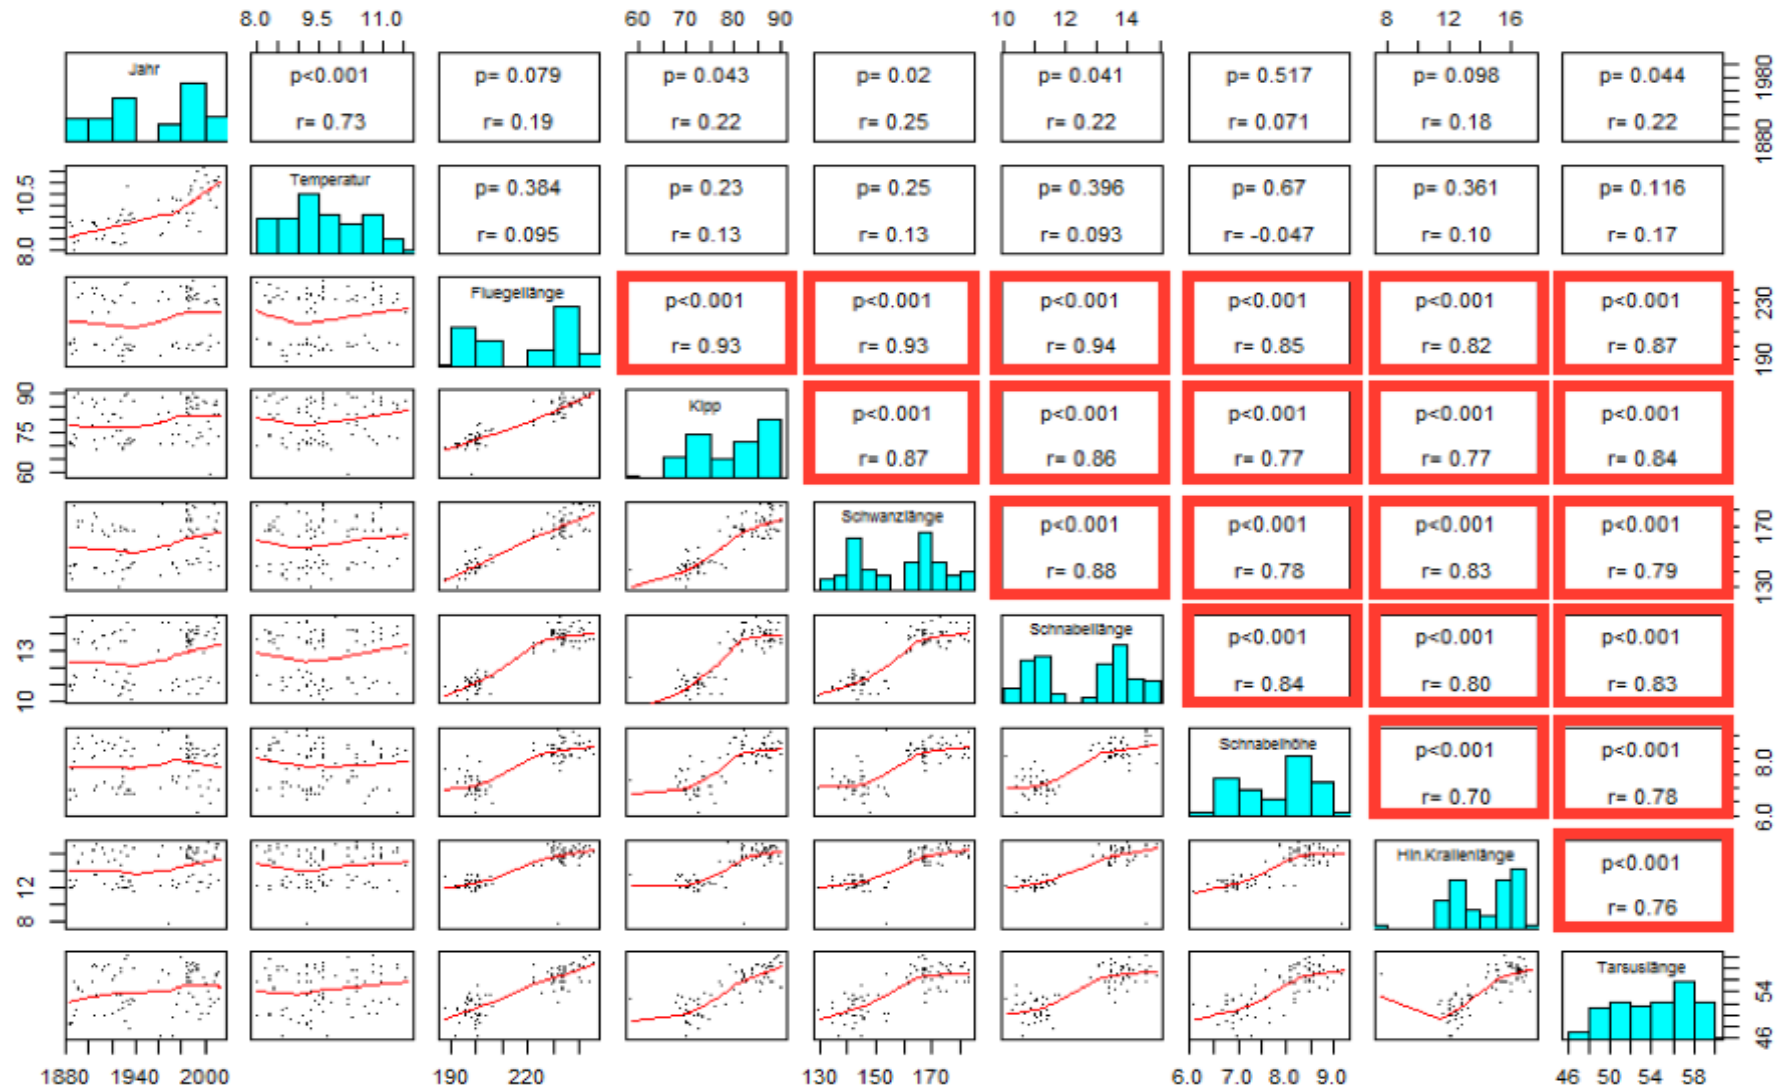 8.0 9.5 11.0 60 70 80 90 10 12 14 8 12 16
Jahr p<0.001 p= 0.079 p= 0.043 p= 0.02 p= 0.041 p= 0.517 p= 0.098 p= 0.044
r= 0.73 r= 0.19 r= 0.22 r= 0.25 r= 0.22 r= 0.071 r= 0.18 r= 0.22
1880 1980
Temperatur p= 0.384 p= 0.23 p= 0.25 p= 0.396 p= 0.67 p= 0.361 p= 0.116
r= 0.095 r= 0.13 r= 0.13 r= 0.093 r= -0.047 r= 0.10 r= 0.17
8.0 10.5
Fluegellänge p<0.001 p<0.001 p<0.001 p<0.001 p<0.001 p<0.001
r= 0.93 r= 0.93 r= 0.94 r= 0.85 r= 0.82 r= 0.87
190 230
Kipp p<0.001 p<0.001 p<0.001 p<0.001 p<0.001
r= 0.87 r= 0.86 r= 0.77 r= 0.77 r= 0.84
60 75 90
Schwanzlänge p<0.001 p<0.001 p<0.001 p<0.001
r= 0.88 r= 0.78 r= 0.83 r= 0.79
130 170
Schnabellänge p<0.001 p<0.001 p<0.001
r= 0.84 r= 0.80 r= 0.83
10 13
Schnabelhöhe p<0.001 p<0.001
r= 0.70 r= 0.78
6.0 8.0
Hin.Krallenlänge p<0.001
r= 0.76
8 12
Tarsuslänge
46 54
1880 1940 2000 190 220 130 150 170 6.0 7.0 8.0 9.0 46 50 54 58